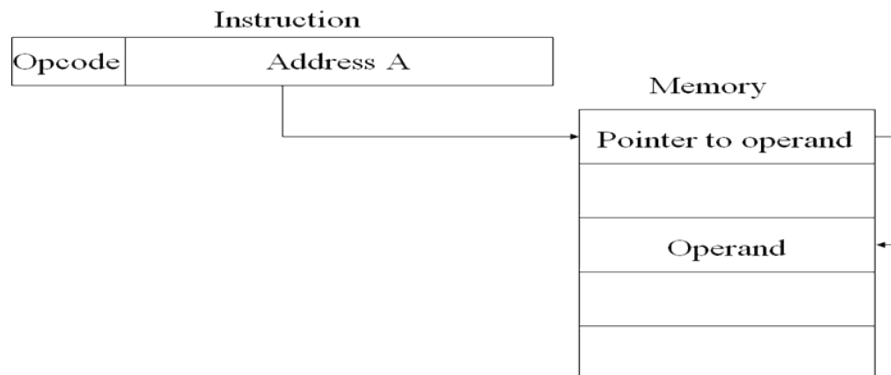 Instruction
Opcode Address A
Memory
Pointer to operand
Operand